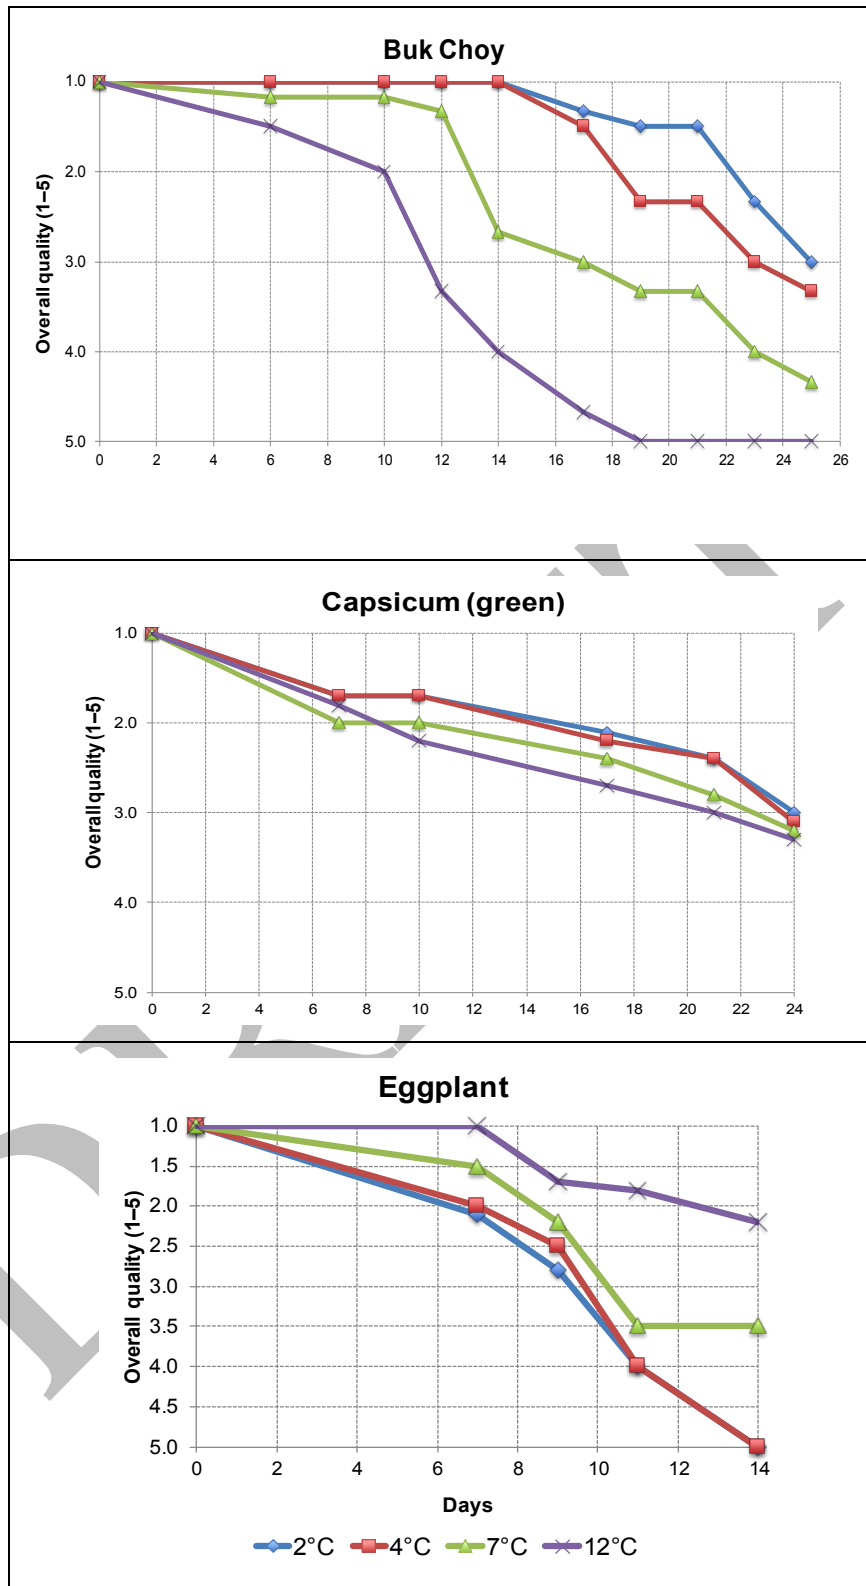 Buk Choy
Overall quality (1–5)
1.0
2.0
3.0
4.0
5.0
0 2 4 6 8 10 12 14 16 18 20 22 24 26
Capsicum (green)
Overall quality (1–5)
1.0
2.0
3.0
4.0
5.0
0 2 4 6 8 10 12 14 16 18 20 22 24
Eggplant
Overall quality (1–5)
1.0
1.5
2.0
2.5
3.0
3.5
4.0
4.5
5.0
0 2 4 6 8 10 12 14
Days
2°C 4°C 7°C 12°C